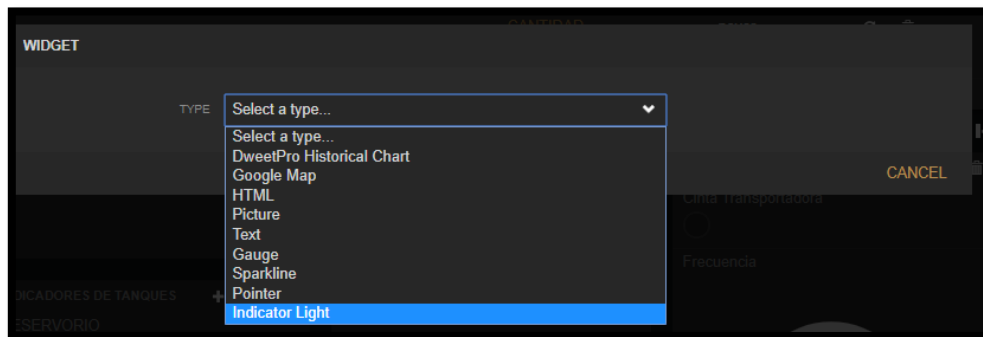 CANTIDAD
WIDGET
TYPE Select a type...
Select a type...
DweetPro Historical Chart
Google Map
HTML
Picture
Text
Gauge
Sparkline
Pointer
Indicator Light
CANCEL
Cinta Transportadora
Frecuencia
DICADORES DE TANQUES
ESERVORIO